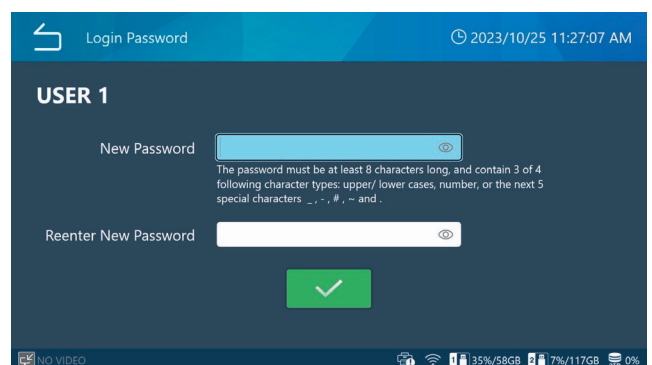 Login Password
2023/10/25 11:27:07 AM
USER 1
New Password
The password must be at least 8 characters long, and contain 3 of 4
following character types: upper/ lower cases, number, or the next 5
special characters _ , - , # , ~ and .
Reenter New Password
NO VIDEO
1 35%/58GB 2 7%/117GB 0%